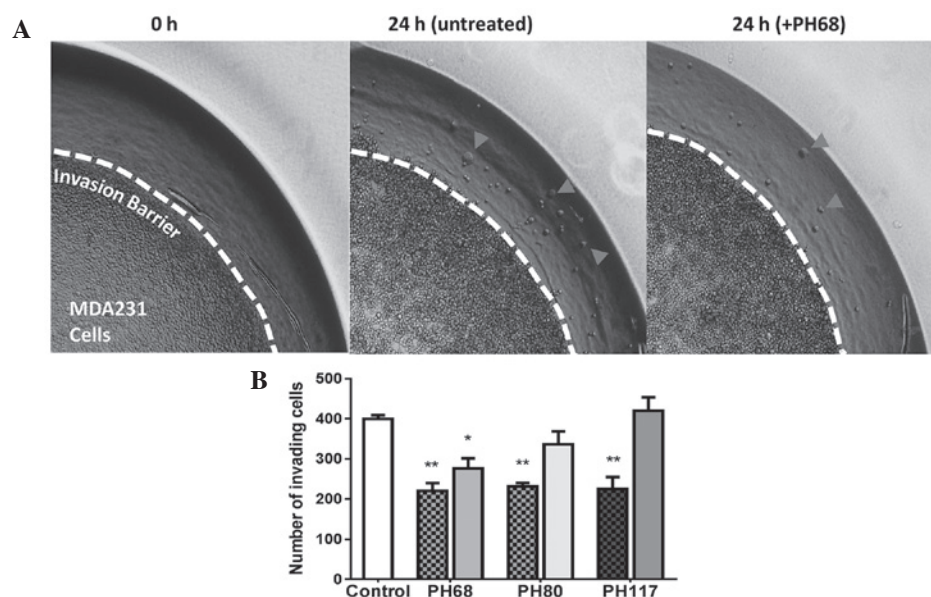 A
0 h
24 h (untreated)
24 h (+PH68)
Invasion Barrier
MDA231
Cells
B
Number of invading cells
500
400
300
200
100
0
**
*
**
**
Control
PH68
PH80
PH117